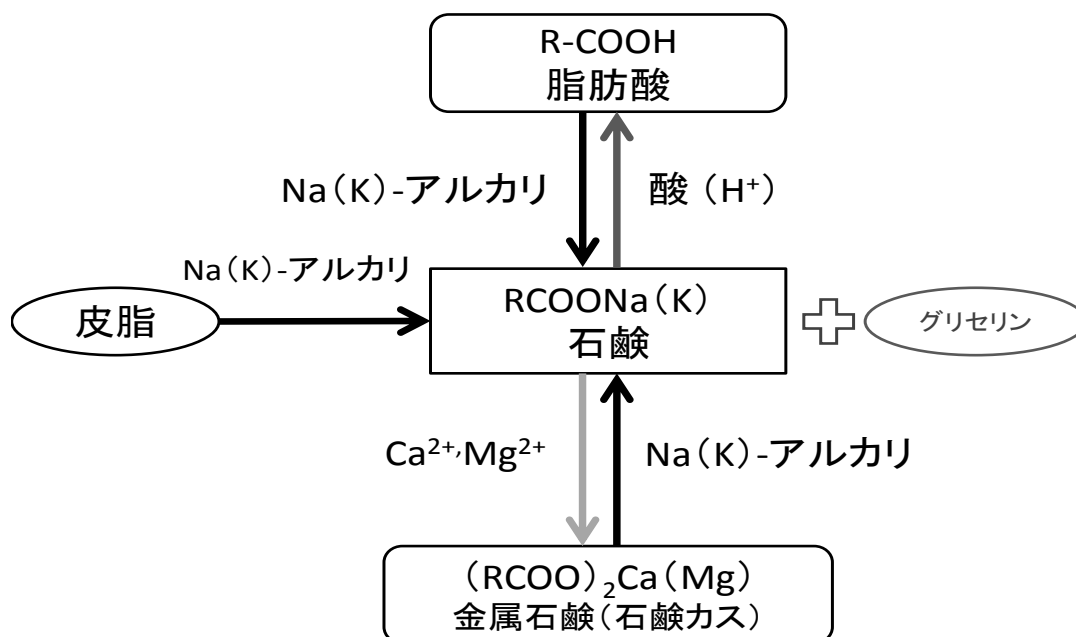 R-COOH
脂肪酸
Na(K)-アルカリ
酸 (H⁺)
Na(K)-アルカリ
皮脂
RCOONa(K)
石鹸
グリセリン
Ca²⁺,Mg²⁺
Na(K)-アルカリ
(RCOO)₂Ca(Mg)
金属石鹸(石鹸カス)